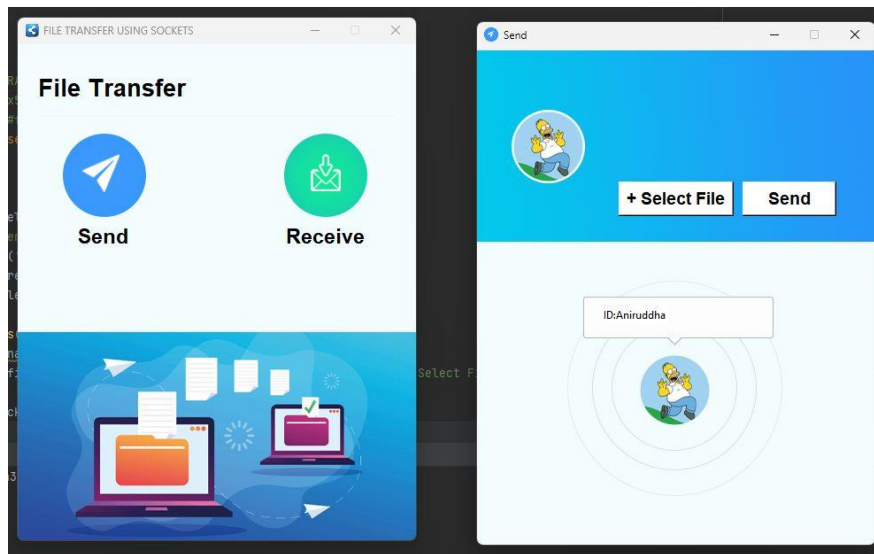 FILE TRANSFER USING SOCKETS
File Transfer
Send
Receive
Send
+ Select File
Send
ID:Aniruddha
Select F